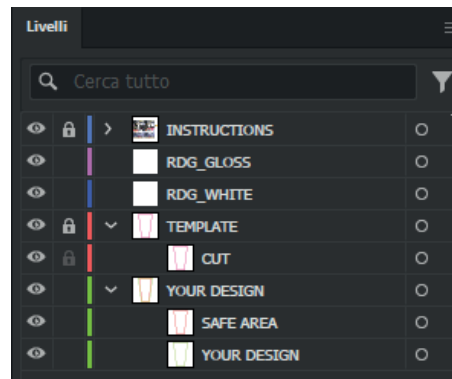 Livelli
Cerca tutto
INSTRUCTIONS
RDG_GLOSS
RDG_WHITE
TEMPLATE
CUT
YOUR DESIGN
SAFE AREA
YOUR DESIGN